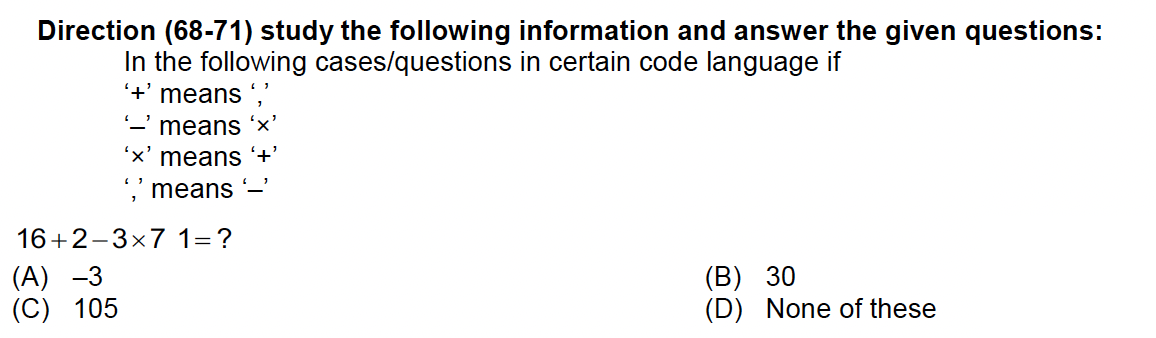 Direction (68-71) study the following information and answer the given questions:
In the following cases/questions in certain code language if
‘+’ means ‘,’
‘–’ means ‘×’
‘×’ means ‘+’
‘,’ means ‘–’
16+2−3×7 1=?
(A) –3 (B) 30
(C) 105 (D) None of these